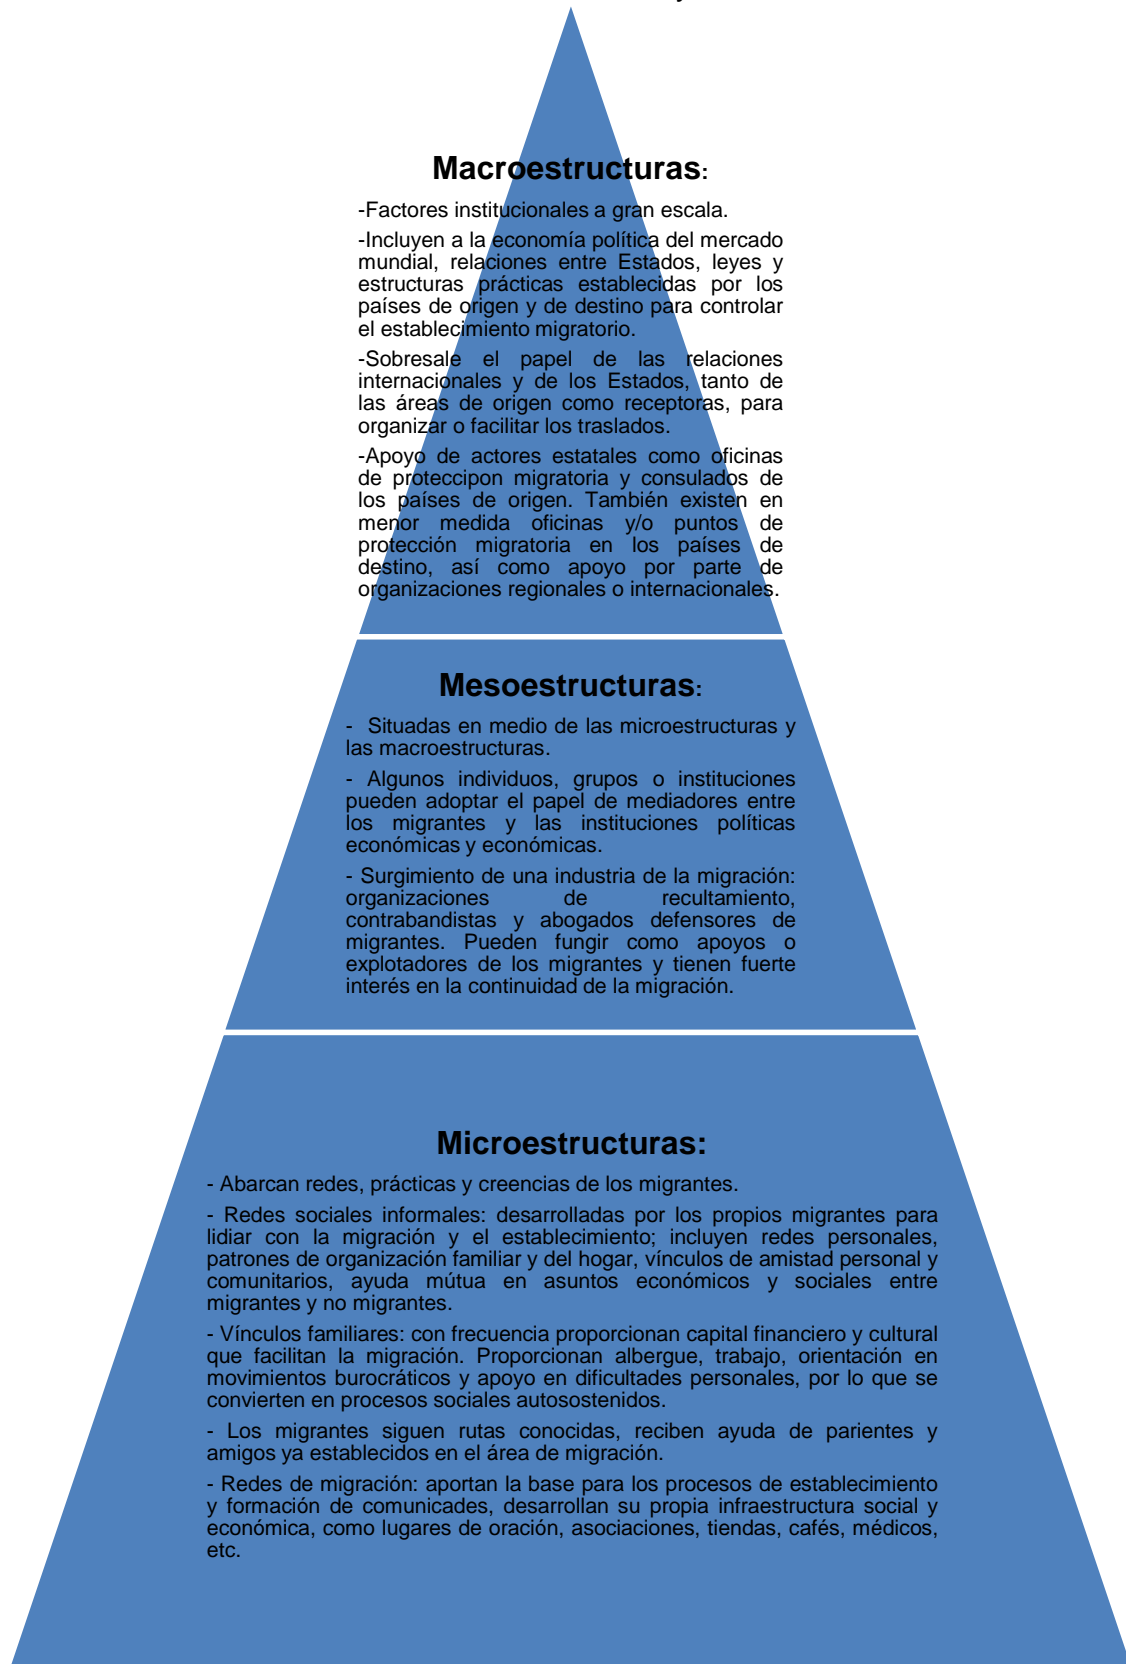 Macroestructuras:
-Factores institucionales a gran escala.
-Incluyen a la economía política del mercado
mundial, relaciones entre Estados, leyes y
estructuras prácticas establecidas por los
países de origen y de destino para controlar
el establecimiento migratorio.
-Sobresale el papel de las relaciones
internacionales y de los Estados, tanto de
las áreas de origen como receptoras, para
organizar o facilitar los traslados.
-Apoyo de actores estatales como oficinas
de proteccipon migratoria y consulados de
los países de origen. También existen en
menor medida oficinas y/o puntos de
protección migratoria en los países de
destino, así como apoyo por parte de
organizaciones regionales o internacionales.
Mesoestructuras:
- Situadas en medio de las microestructuras y
las macroestructuras.
- Algunos individuos, grupos o instituciones
pueden adoptar el papel de mediadores entre
los migrantes y las instituciones políticas
económicas y económicas.
- Surgimiento de una industria de la migración:
organizaciones de recultamiento,
contrabandistas y abogados defensores de
migrantes. Pueden fungir como apoyos o
explotadores de los migrantes y tienen fuerte
interés en la continuidad de la migración.
Microestructuras:
- Abarcan redes, prácticas y creencias de los migrantes.
- Redes sociales informales: desarrolladas por los propios migrantes para
lidiar con la migración y el establecimiento; incluyen redes personales,
patrones de organización familiar y del hogar, vínculos de amistad personal y
comunitarios, ayuda mútua en asuntos económicos y sociales entre
migrantes y no migrantes.
- Vínculos familiares: con frecuencia proporcionan capital financiero y cultural
que facilitan la migración. Proporcionan albergue, trabajo, orientación en
movimientos burocráticos y apoyo en dificultades personales, por lo que se
convierten en procesos sociales autosostenidos.
- Los migrantes siguen rutas conocidas, reciben ayuda de parientes y
amigos ya establecidos en el área de migración.
- Redes de migración: aportan la base para los procesos de establecimiento
y formación de comunicades, desarrollan su propia infraestructura social y
económica, como lugares de oración, asociaciones, tiendas, cafés, médicos,
etc.